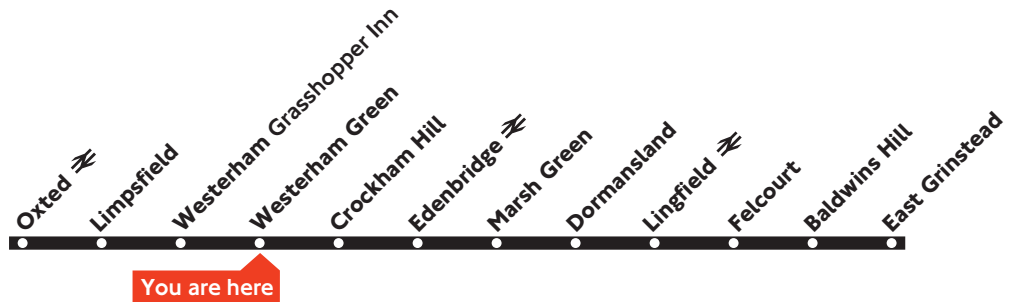 Oxted
Limpsfield
Westerham Grasshopper Inn
Westerham Green
Crockham Hill
Edenbridge
Marsh Green
Dormansland
Lingfield
Felcourt
Baldwins Hill
East Grinstead
You are here